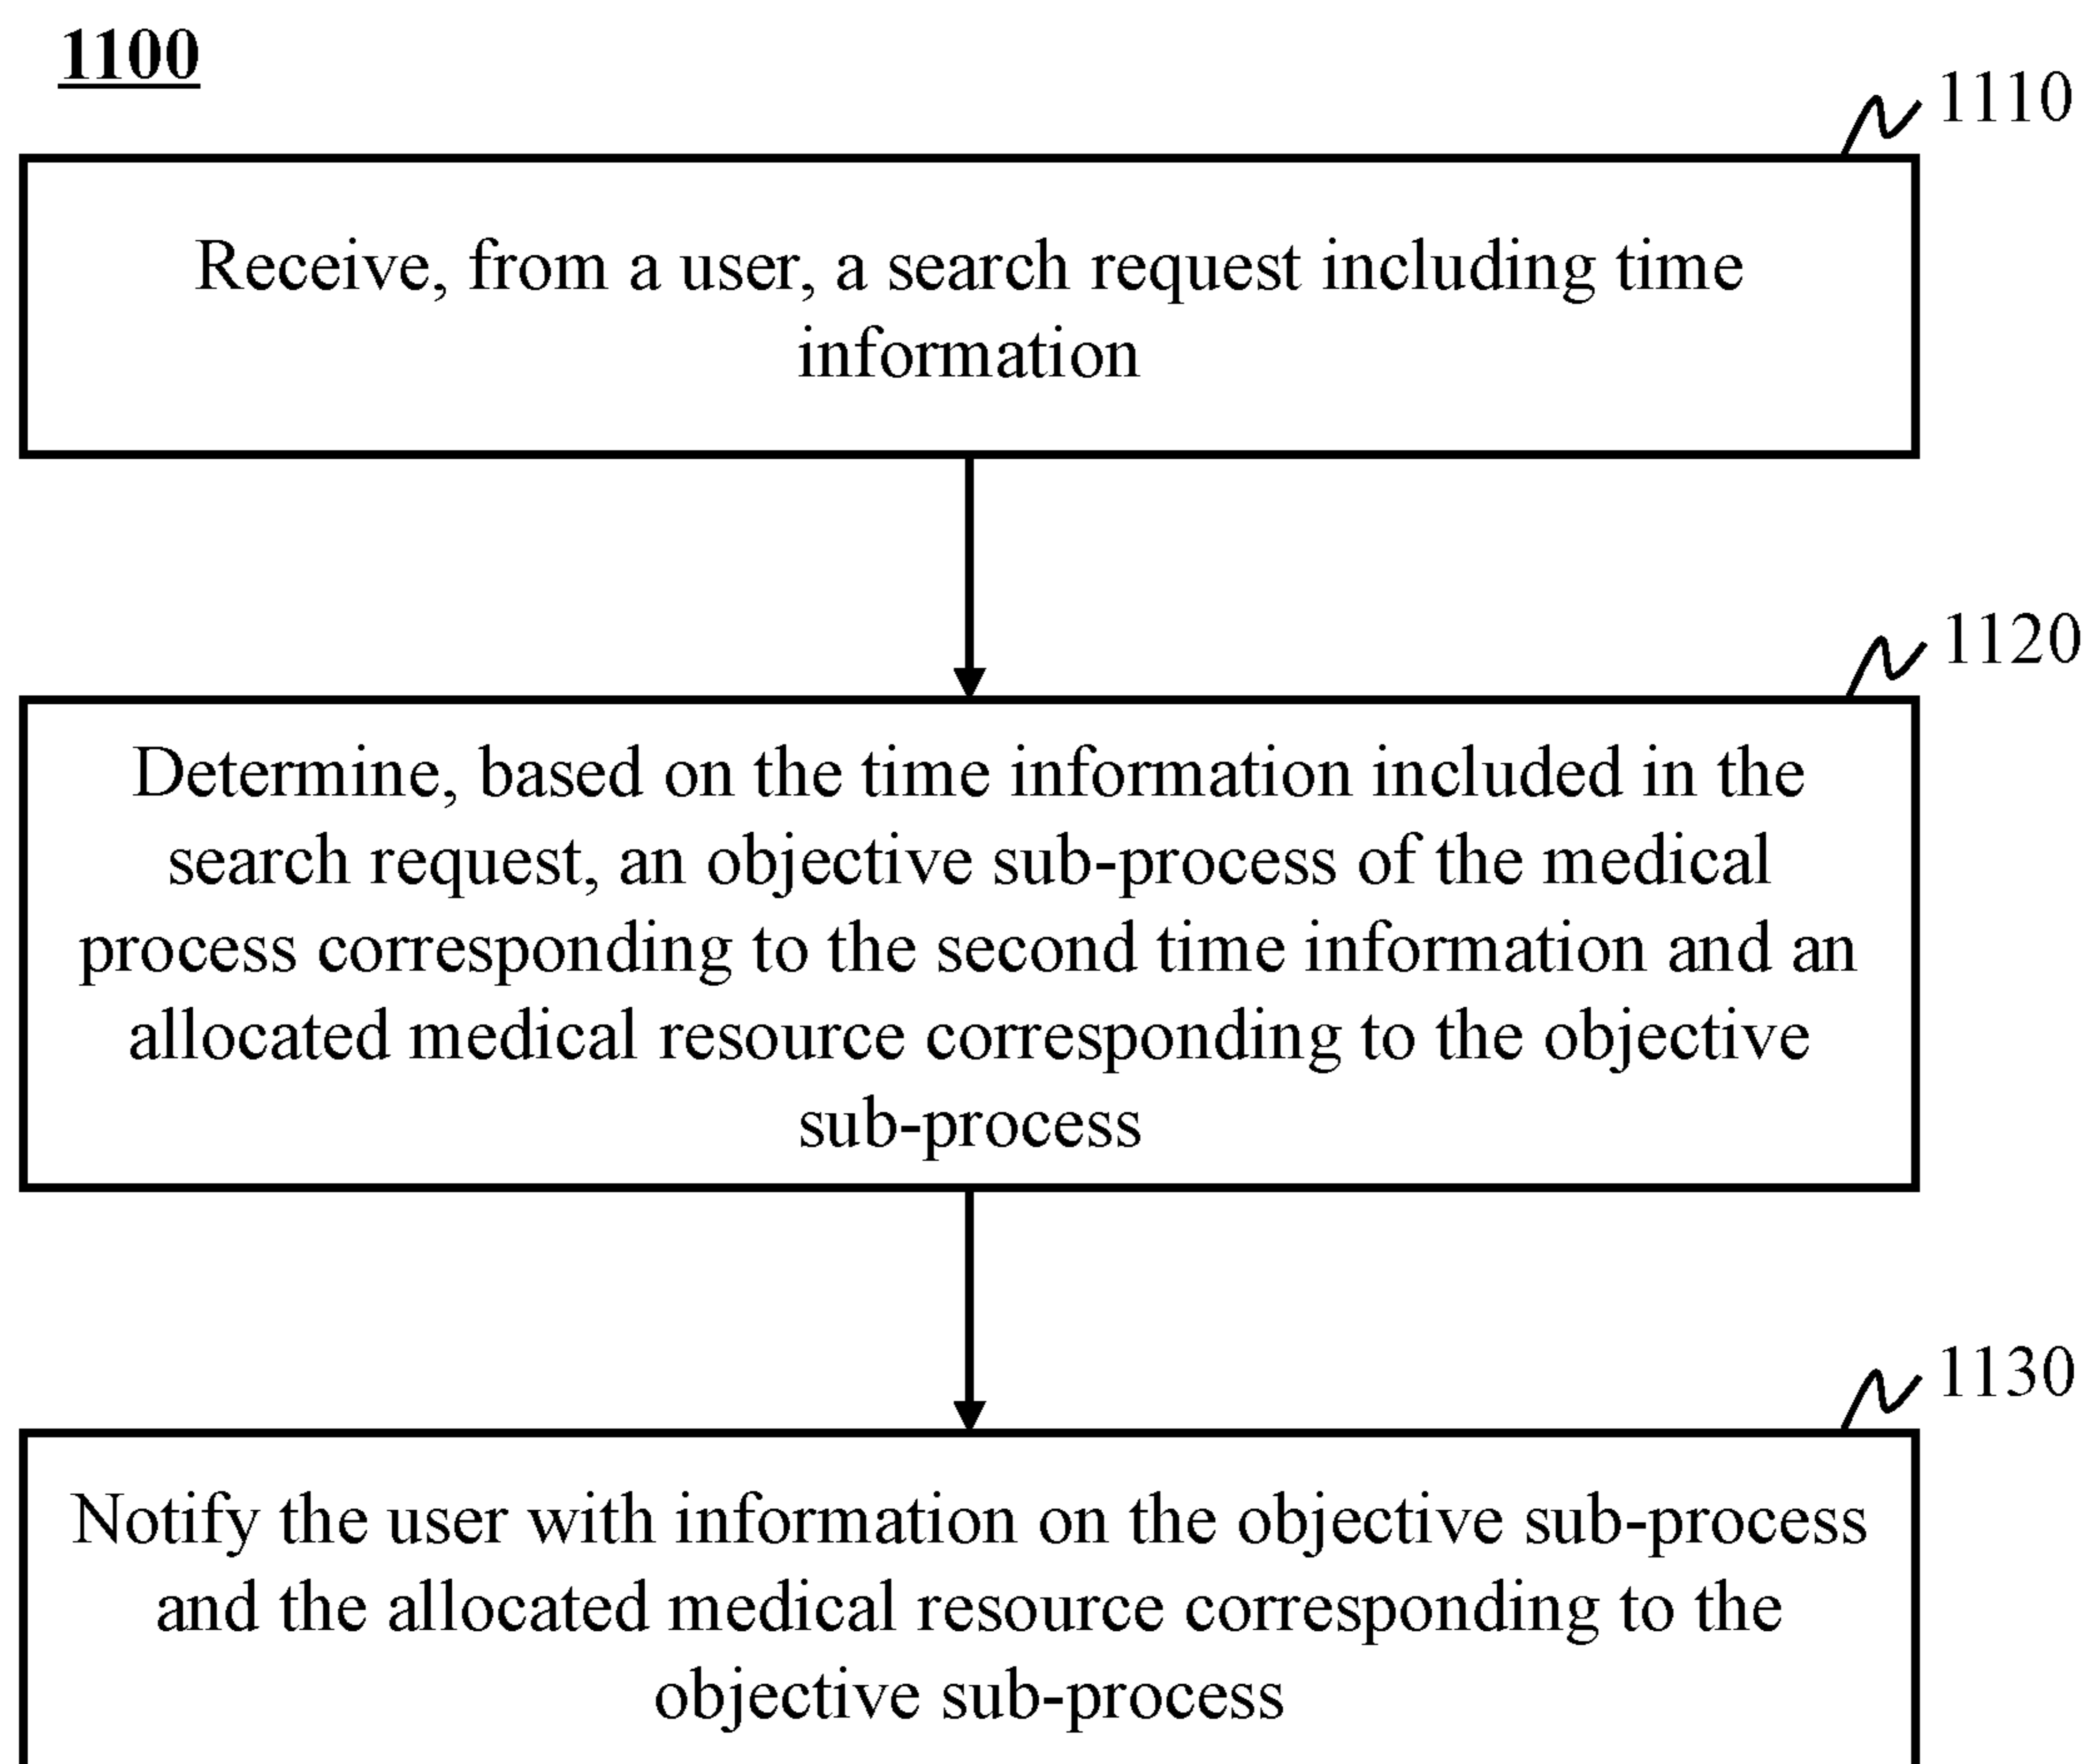 1100
1110
Receive, from a user, a search request including time
information
1120
Determine, based on the time information included in the
search request, an objective sub-process of the medical
process corresponding to the second time information and an
allocated medical resource corresponding to the objective
sub-process
1130
Notify the user with information on the objective sub-process
and the allocated medical resource corresponding to the
objective sub-process